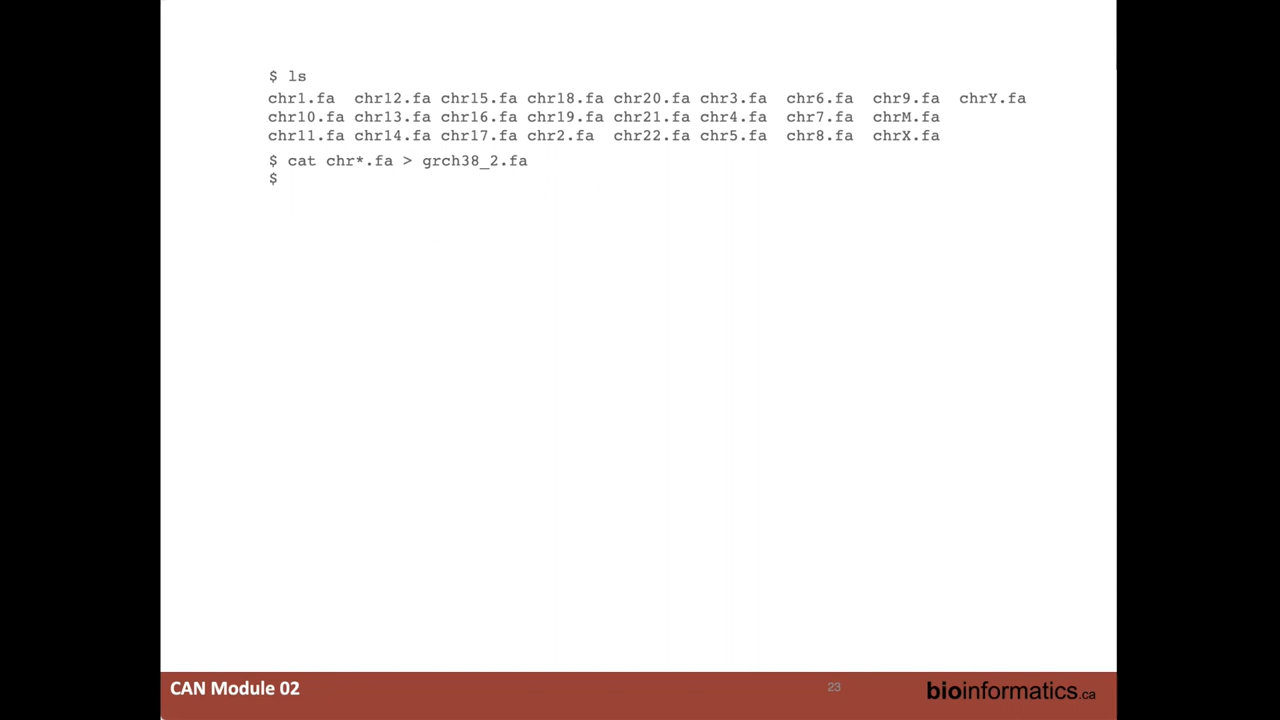 $ ls
chr1.fa chr12.fa chr15.fa chr18.fa chr20.fa chr3.fa chr6.fa chr9.fa chrY.fa
chr10.fa chr13.fa chr16.fa chr19.fa chr21.fa chr4.fa chr7.fa chrM.fa
chr11.fa chr14.fa chr17.fa chr2.fa chr22.fa chr5.fa chr8.fa chrX.fa
$ cat chr*.fa > grch38_2.fa
$
CAN Module 02
23
bioinformatics.ca